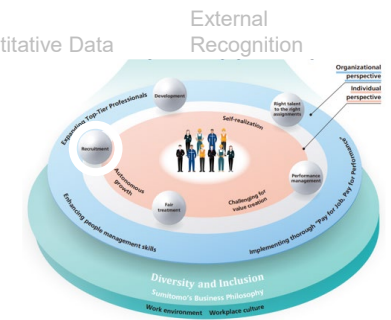 External
titative Data Recognition
Organizational
perspective
Individual
perspective
Expanding Top-Tier Professionals
Development
Right talent
to the right
assignments
Self-realization
Recruitment
Autonomous
growth
Performance
management
Fair
treatment
Challenging for
value creation
Enhancing people management skills
Implementing thorough "Pay for Job, Pay for Performance"
Diversity and Inclusion
Sumitomo's Business Philosophy
Work environment Workplace culture